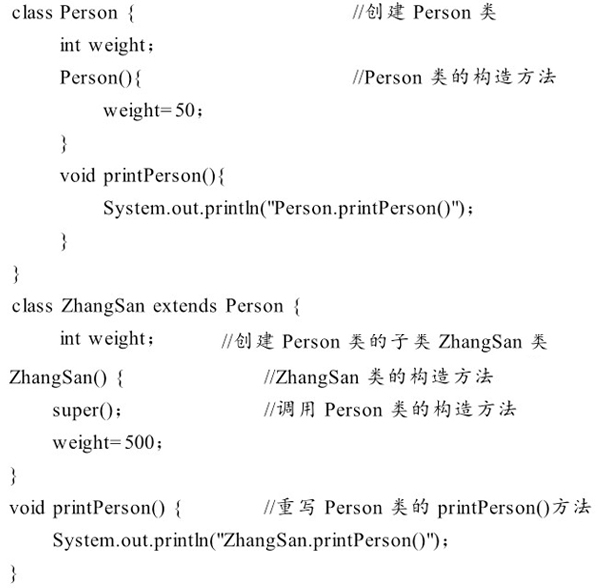 class Person { //创建 Person 类
int weight;
Person(){ //Person 类的构造方法
weight=50;
}
void printPerson(){
System.out.println("Person.printPerson()");
}
}
class ZhangSan extends Person {
int weight; //创建 Person 类的子类 ZhangSan 类
ZhangSan() { //ZhangSan 类的构造方法
super(); //调用 Person 类的构造方法
weight=500;
}
void printPerson() { //重写 Person 类的 printPerson()方法
System.out.println("ZhangSan.printPerson()");
}